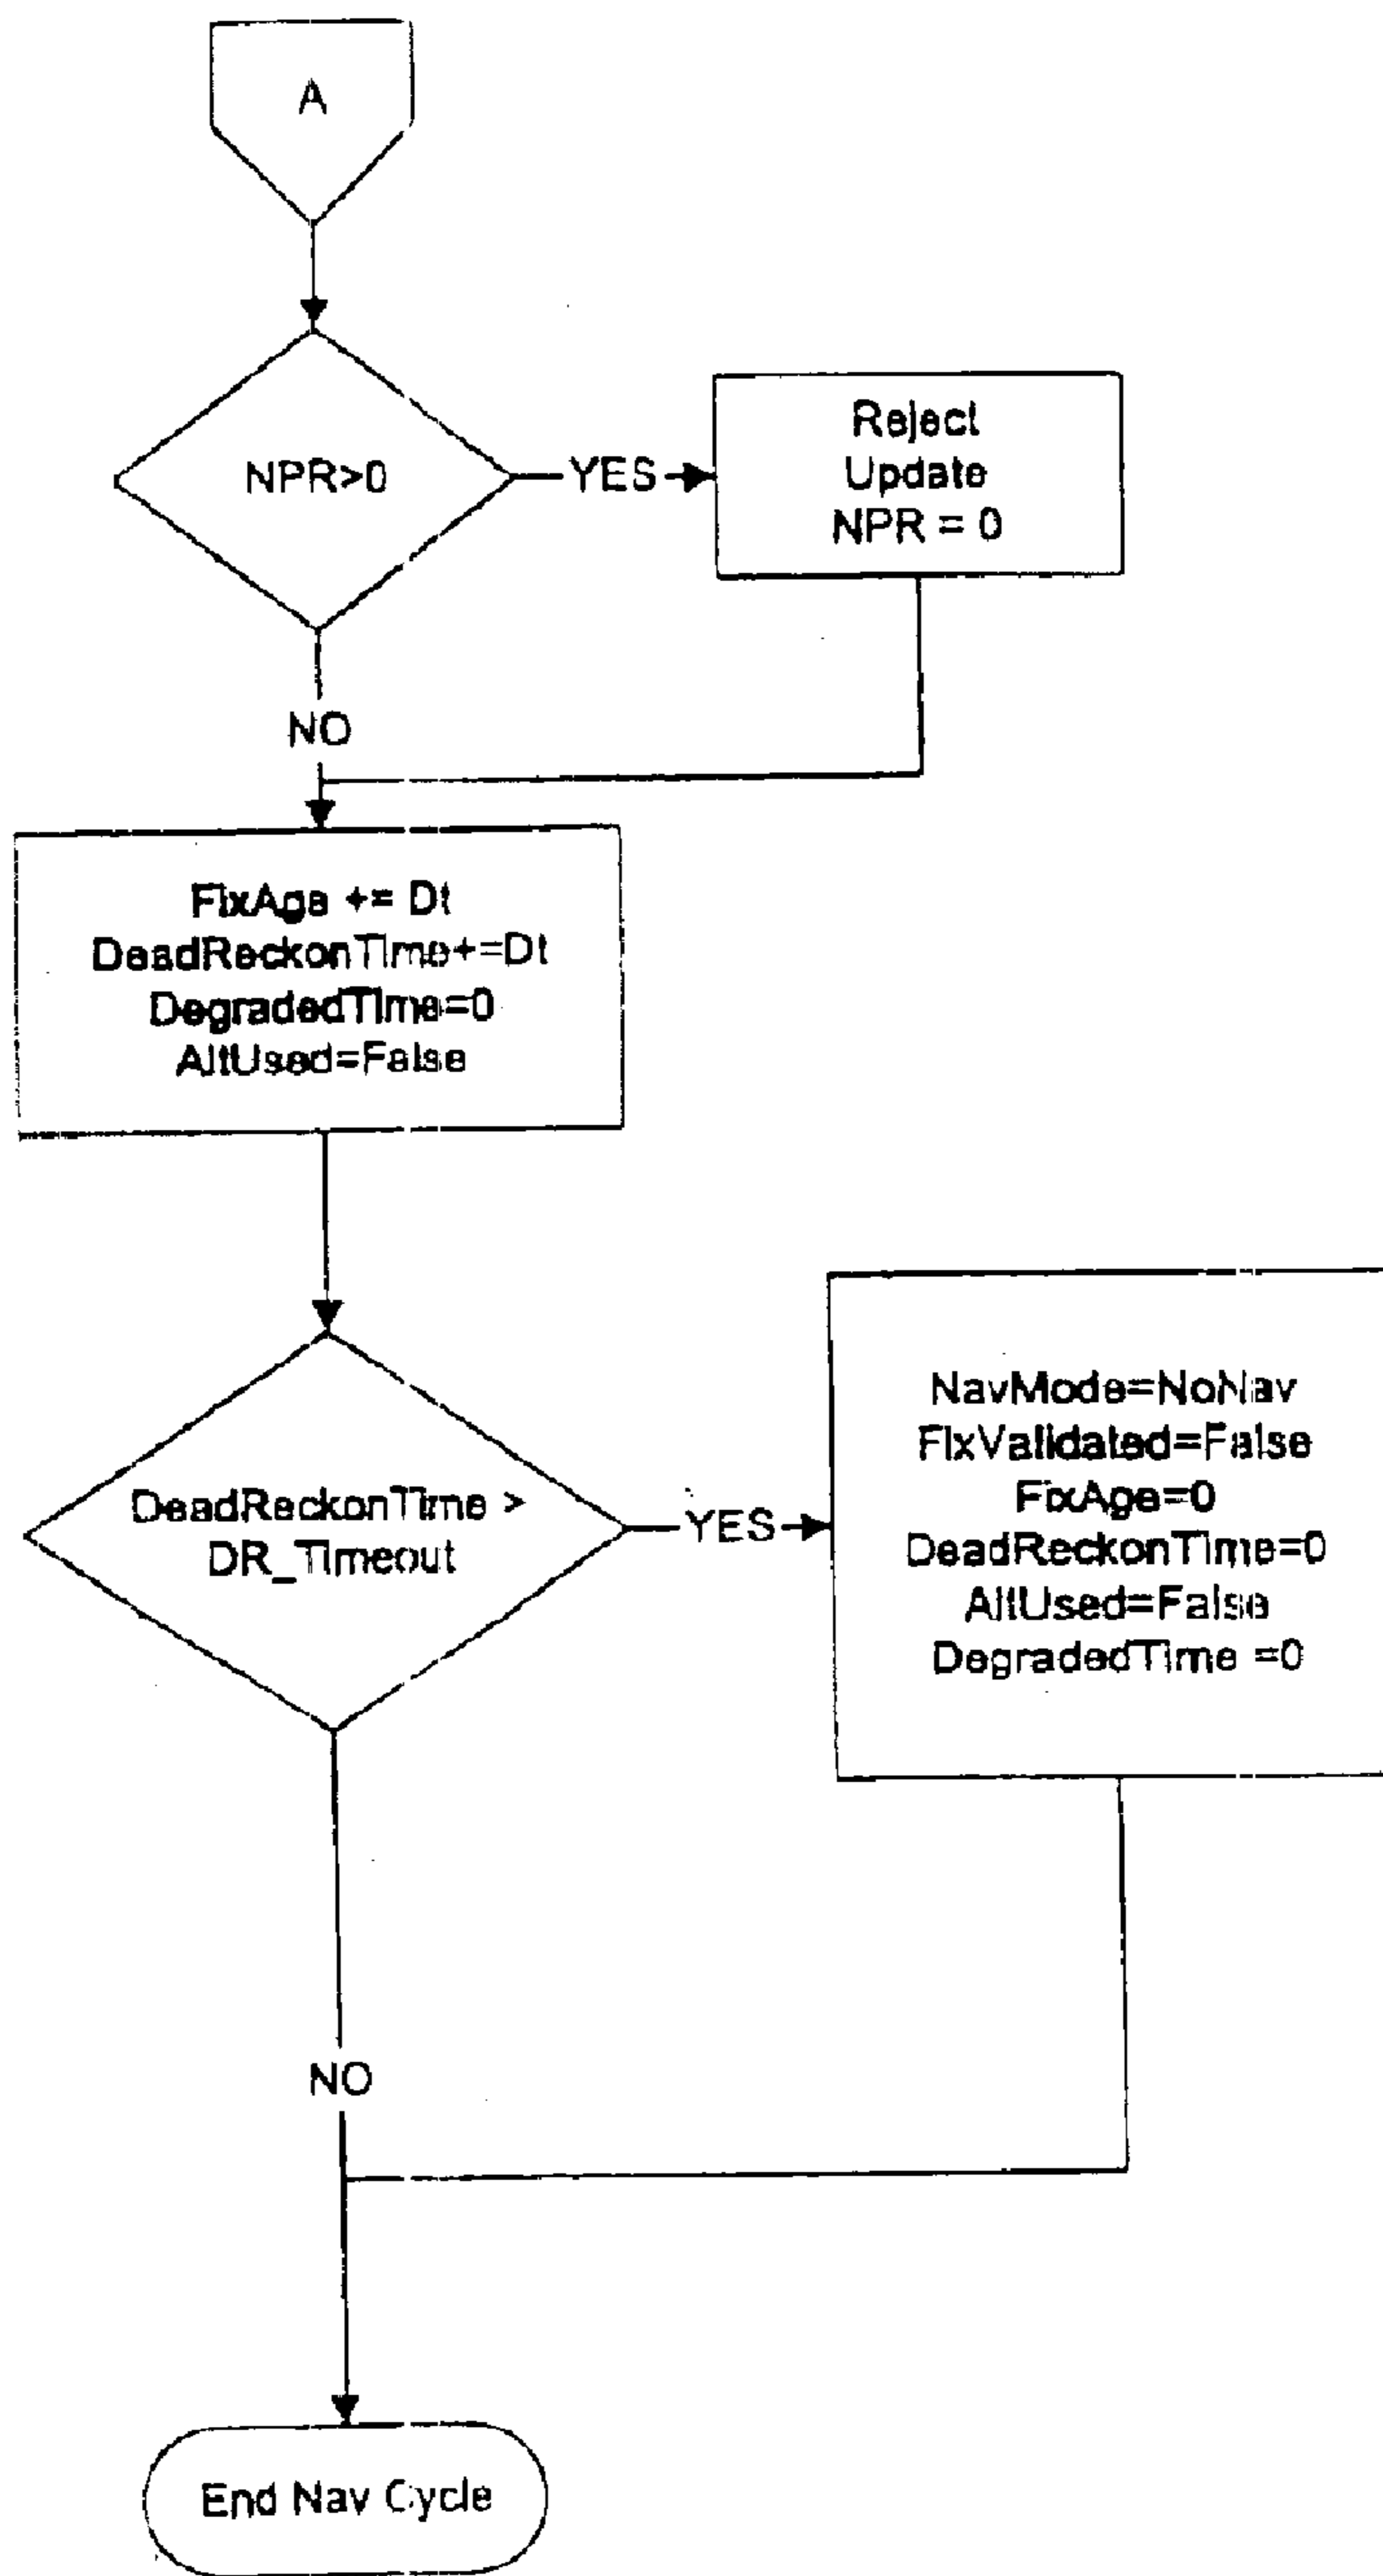 A
NPR>0
YES
Reject
Update
NPR = 0
NO
FixAge += Dt
DeadReckonTime+=Dt
DegradedTime=0
AltUsed=False
DeadReckonTime >
DR_Timeout
YES
NavMode=NoNav
FixValidated=False
FixAge=0
DeadReckonTime=0
AltUsed=False
DegradedTime =0
NO
End Nav Cycle